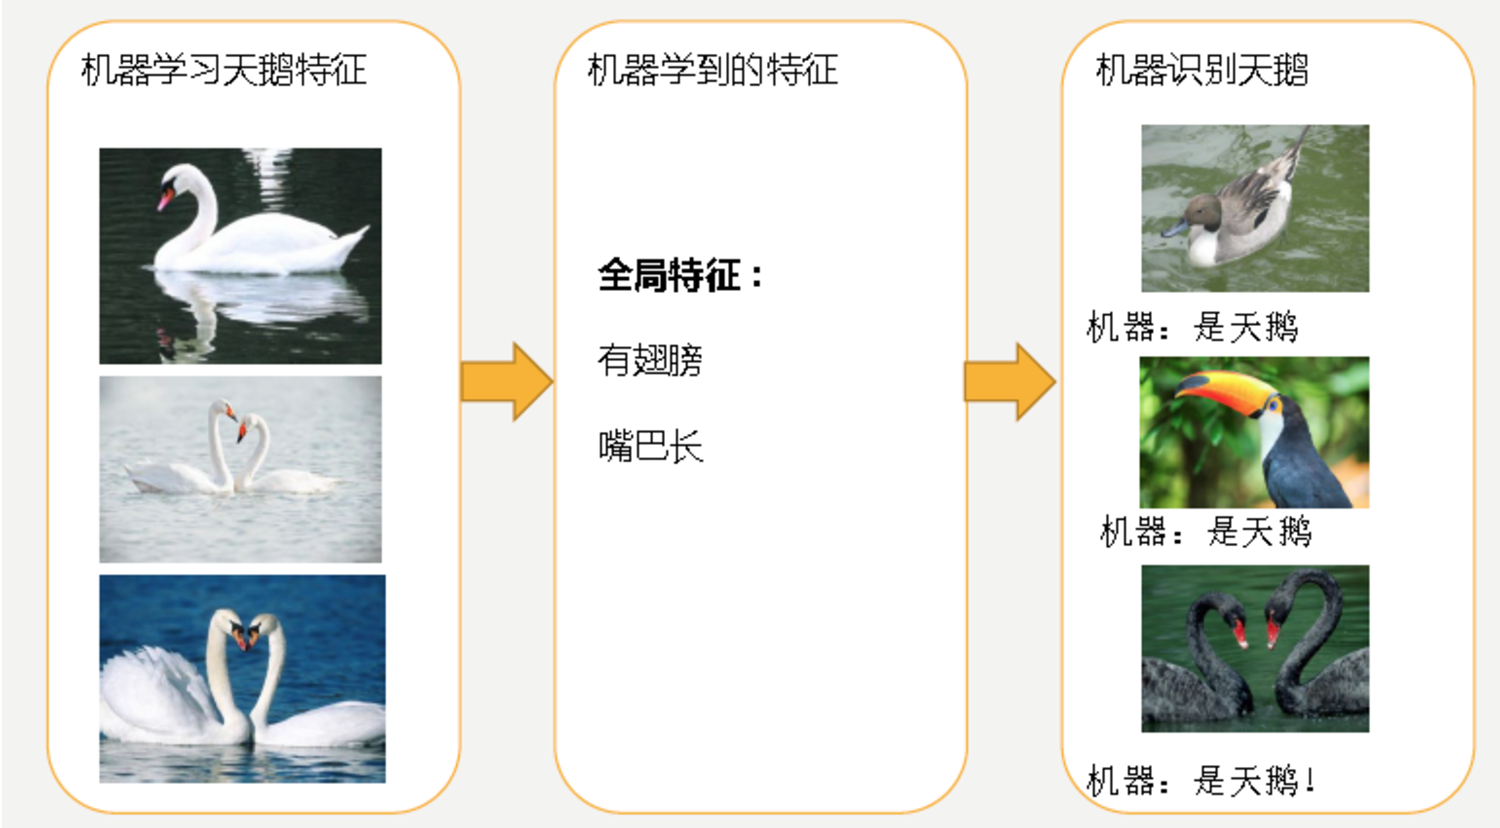 机器学习天鹅特征
机器学到的特征
全局特征：
有翅膀
嘴巴长
机器识别天鹅
机器：是天鹅
机器：是天鹅
机器：是天鹅！